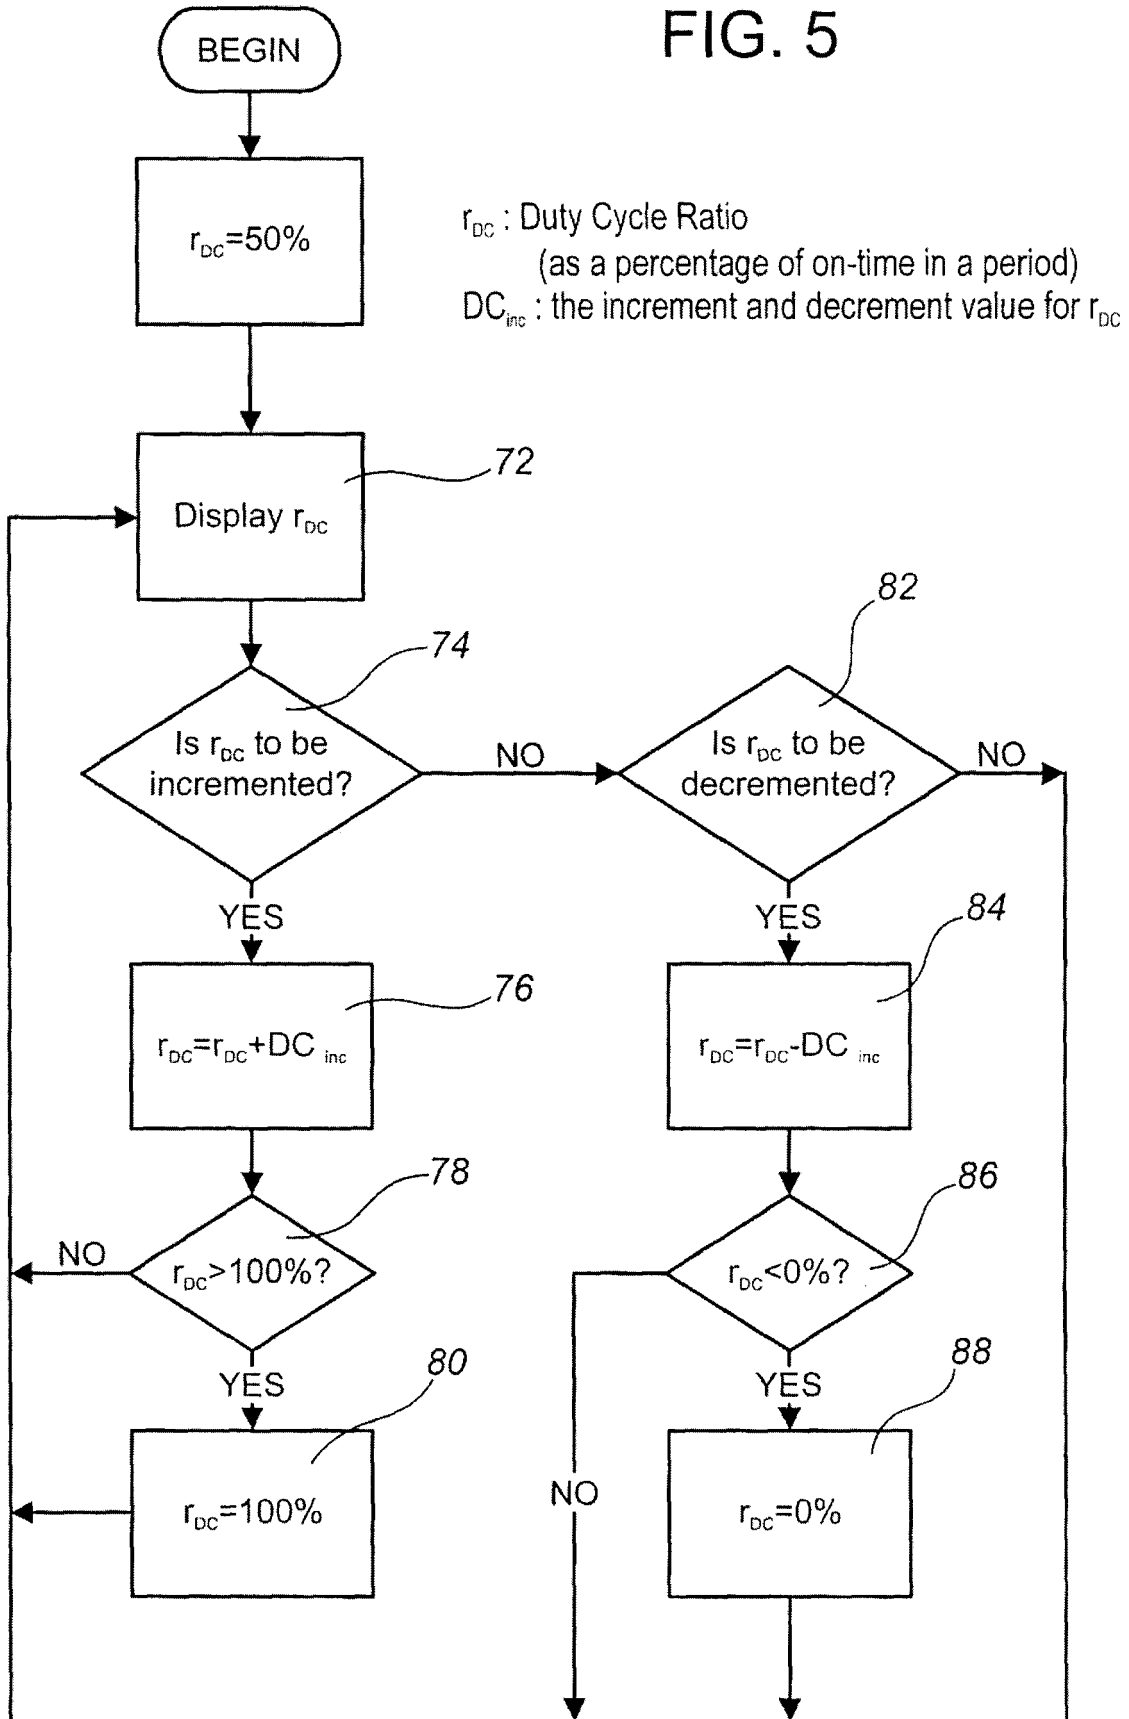 FIG. 5
BEGIN
r_DC=50%
r_DC : Duty Cycle Ratio
(as a percentage of on-time in a period)
DC_inc : the increment and decrement value for r_DC
72
Display r_DC
82
74
Is r_DC to be
incremented?
NO
Is r_DC to be
decremented?
NO
YES
YES
84
76
r_DC=r_DC+DC_inc
r_DC=r_DC-DC_inc
78
86
NO
r_DC>100%?
r_DC<0%?
80
88
YES
YES
NO
r_DC=100%
r_DC=0%